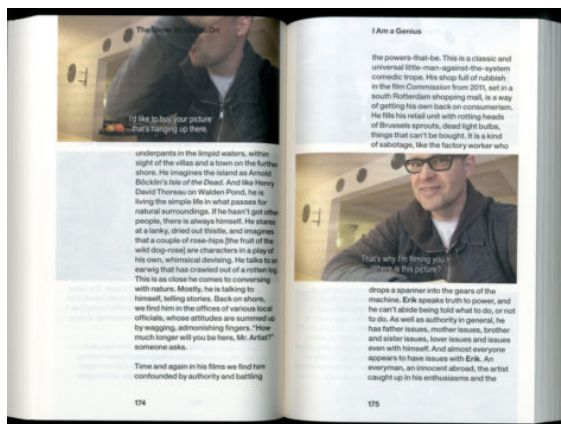 The Show Must Go On
I'd like to buy your picture
that's hanging up there.
underpants in the limpid waters, within
sight of the villas and a town on the further
shore. He imagines the island as Arnold
Böcklin's Isle of the Dead. And like Henry
David Thoreau on Walden Pond, he is
living the simple life in what passes for
natural surroundings. If he hasn't got other
people, there is always himself. He stares
at a lanky, dried out thistle, and imagines
that a couple of rose-hips [the fruit of the
wild dog-rose] are characters in a play of
his own, whimsical devising. He talks to an
earwig that has crawled out of a rotten log.
This is as close he comes to conversing
with nature. Mostly, he is talking to
himself, telling stories. Back on shore,
we find him in the offices of various local
officials, whose attitudes are summed up
by wagging, admonishing fingers. "How
much longer will you be here, Mr. Artist?"
someone asks.
Time and again in his films we find him
confounded by authority and battling
174
I Am a Genius
the powers-that-be. This is a classic and
universal little-man-against-the-system
comedic trope. His shop full of rubbish
in the film Commission from 2011, set in a
south Rotterdam shopping mall, is a way
of getting his own back on consumerism.
He fills his retail unit with rotting heads
of Brussels sprouts, dead light bulbs,
things that can't be bought. It is a kind
of sabotage, like the factory worker who
That's why I'm filming you.
Where is this picture?
drops a spanner into the gears of the
machine. Erik speaks truth to power, and
he can't abide being told what to do, or not
to do. As well as authority in general, he
has father issues, mother issues, brother
and sister issues, lover issues and issues
even with himself. And almost everyone
appears to have issues with Erik. An
everyman, an innocent abroad, the artist
caught up in his enthusiasms and the
175